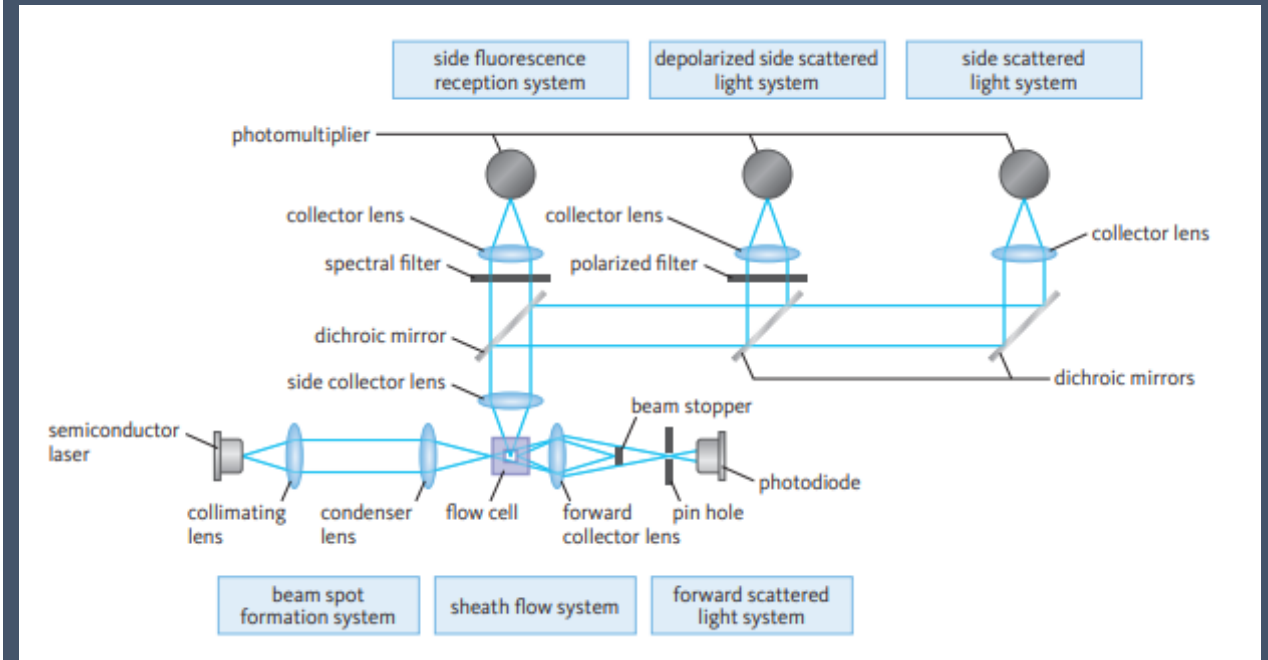 side fluorescence
reception system
depolarized side scattered
light system
side scattered
light system
photomultiplier
collector lens
collector lens
collector lens
spectral filter
polarized filter
dichroic mirror
side collector lens
dichroic mirrors
beam stopper
semiconductor
laser
photodiode
collimating
lens
condenser
lens
flow cell
forward
collector lens
pin hole
beam spot
formation system
sheath flow system
forward scattered
light system